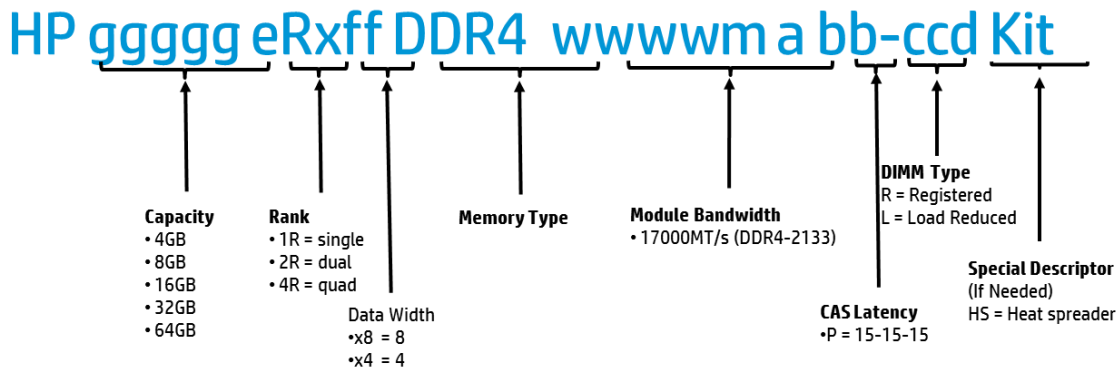 HP ggggg eRxff DDR4 wwwwm a bb-ccd Kit
Capacity
• 4GB
• 8GB
• 16GB
• 32GB
• 64GB
Rank
• 1R = single
• 2R = dual
• 4R = quad
Data Width
•x8 = 8
•x4 = 4
Memory Type
Module Bandwidth
• 17000MT/s (DDR4-2133)
CAS Latency
•P = 15-15-15
DIMM Type
R = Registered
L = Load Reduced
Special Descriptor
(If Needed)
HS = Heat spreader